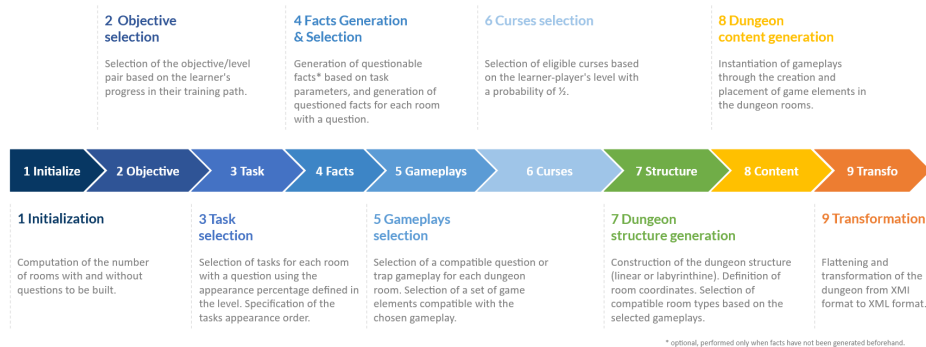 2 Objective
selection
Selection of the objective/level
pair based on the learner's
progress in their training path.
4 Facts Generation
& Selection
Generation of questionable
facts* based on task
parameters, and generation of
questioned facts for each room
with a question.
6 Curses selection
Selection of eligible curses based
on the learner-player's level with
a probability of ½.
8 Dungeon
content generation
Instantiation of gameplays
through the creation and
placement of game elements in
the dungeon rooms.
1 Initialize
2 Objective
3 Task
4 Facts
5 Gameplays
6 Curses
7 Structure
8 Content
9 Transfo
1 Initialization
Computation of the number
of rooms with and without
questions to be built.
3 Task
selection
Selection of tasks for each room
with a question using the
appearance percentage defined in
the level. Specification of the
tasks appearance order.
5 Gameplays
selection
Selection of a compatible question or
trap gameplay for each dungeon
room. Selection of a set of game
elements compatible with the
chosen gameplay.
7 Dungeon
structure generation
Construction of the dungeon structure
(linear or labyrinthine). Definition of
room coordinates. Selection of
compatible room types based on the
selected gameplays.
9 Transformation
Flattening and
transformation of the
dungeon from XMI
format to XML format.
* optional, performed only when facts have not been generated beforehand.